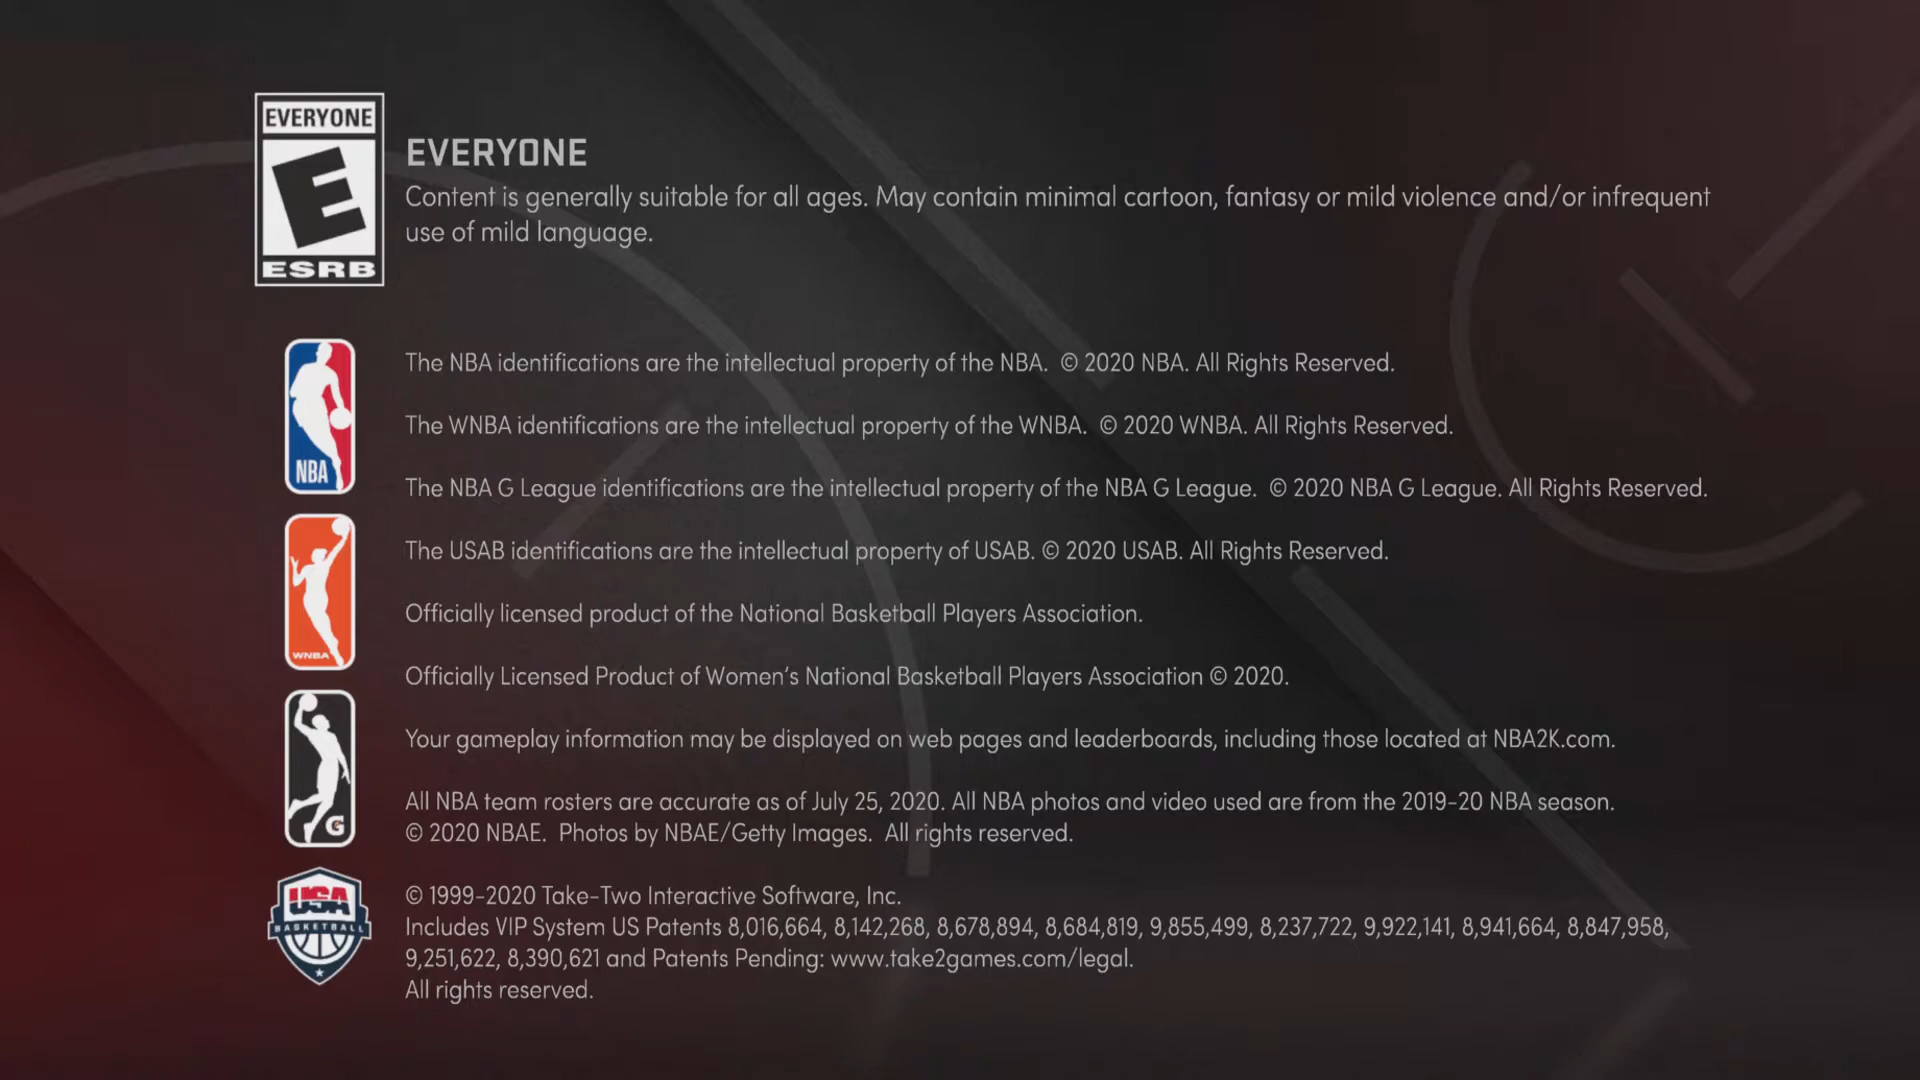 EVERYONE
E
ESRB
EVERYONE
Content is generally suitable for all ages. May contain minimal cartoon, fantasy or mild violence and/or infrequent
use of mild language.
NBA
The NBA identifications are the intellectual property of the NBA.  © 2020 NBA. All Rights Reserved.
The WNBA identifications are the intellectual property of the WNBA.  © 2020 WNBA. All Rights Reserved.
The NBA G League identifications are the intellectual property of the NBA G League.  © 2020 NBA G League. All Rights Reserved.
WNBA
The USAB identifications are the intellectual property of USAB. © 2020 USAB. All Rights Reserved.
Officially licensed product of the National Basketball Players Association.
Officially Licensed Product of Women's National Basketball Players Association © 2020.
G
Your gameplay information may be displayed on web pages and leaderboards, including those located at NBA2K.com.
All NBA team rosters are accurate as of July 25, 2020. All NBA photos and video used are from the 2019-20 NBA season.
© 2020 NBAE.  Photos by NBAE/Getty Images.  All rights reserved.
USA
BASKETBALL
© 1999-2020 Take-Two Interactive Software, Inc.
Includes VIP System US Patents 8,016,664, 8,142,268, 8,678,894, 8,684,819, 9,855,499, 8,237,722, 9,922,141, 8,941,664, 8,847,958,
9,251,622, 8,390,621 and Patents Pending: www.take2games.com/legal.
All rights reserved.